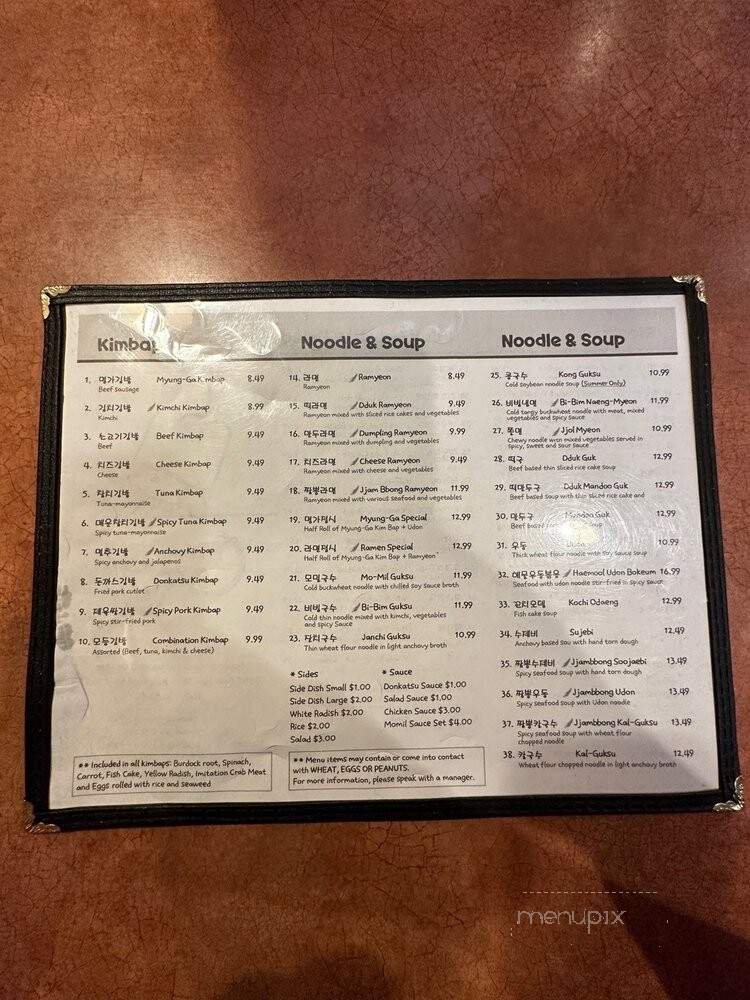 Kimbap
1. 명가김밥 Myung-Ga Kimbap 8.49
Beef sausage
2. 김치김밥 Kimchi Kimbap 8.99
Kimchi
3. 소고기김밥 Beef Kimbap 9.49
Beef
4. 치즈김밥 Cheese Kimbap 9.49
Cheese
5. 참치김밥 Tuna Kimbap 9.49
Tuna-mayonnaise
6. 매운참치김밥 Spicy Tuna Kimbap 9.49
Spicy tuna-mayonnaise
7. 멸추김밥 Anchovy Kimbap 9.49
Spicy anchovy and jalapenos
8. 돈까스김밥 Donkatsu Kimbap 9.49
Fried pork cutlet
9. 제육쌈김밥 Spicy Pork Kimbap 9.49
Spicy stir-fried pork
10. 모듬김밥 Combination Kimbap 9.99
Assorted (Beef, tuna, kimchi & cheese)
** Included in all kimbaps: Burdock root, Spinach,
Carrot, Fish Cake, Yellow Radish, Imitation Crab Meat
and Eggs rolled with rice and seaweed
Noodle & Soup
14. 라면 Ramyeon 8.49
Ramyeon
15. 떡라면 Dduk Ramyeon 9.49
Ramyeon mixed with sliced rice cakes and vegetables
16. 만두라면 Dumpling Ramyeon 9.99
Ramyeon mixed with dumpling and vegetables
17. 치즈라면 Cheese Ramyeon 9.49
Ramyeon mixed with cheese and vegetables
18. 짬뽕라면 Jjam Bbong Ramyeon 11.99
Ramyeon mixed with various seafood and vegetables
19. 명가정식 Myung-Ga Special 12.99
Half Roll of Myung-Ga Kim Bap + Udon
20. 라면정식 Ramen Special 12.99
Half Roll of Myung-Ga Kim Bap + Ramyeon
21. 모밀국수 Mo-Mil Guksu 11.99
Cold buckwheat noodle with chilled soy sauce broth
22. 비빔국수 Bi-Bim Guksu 11.99
Cold thin noodle mixed with kimchi, vegetables
and spicy Sauce
23. 잔치국수 Janchi Guksu 10.99
Thin wheat flour noodle in light anchovy broth
* Sides
Side Dish Small $1.00
Side Dish Large $2.00
White Radish $2.00
Rice $2.00
Salad $3.00
* Sauce
Donkatsu Sauce $1.00
Salad Sauce $1.00
Chicken Sauce $3.00
Momil Sauce Set $4.00
** Menu items may contain or come into contact
with WHEAT, EGGS OR PEANUTS.
For more information, please speak with a manager.
Noodle & Soup
25. 콩국수 Kong Guksu 10.99
Cold soybean noodle soup (Summer Only)
26. 비빔냉면 Bi-Bim Naeng-Myeon 11.99
Cold tangy buckwheat noodle with meat, mixed
vegetables and spicy Sauce
27. 쫄면 Jjol Myeon 10.99
Chewy noodle with mixed vegetables served in
spicy, sweet and sour sauce
28. 떡국 Dduk Guk 12.99
Beef based thin sliced rice cake soup
29. 떡만두국 Dduk Mandoo Guk 12.99
Beef based soup with thin sliced rice cake and
30. 만두국 Mandoo Guk 12.99
Beef based Soup
31. 우동 Udon 10.99
Thick wheat flour noodle with soy sauce soup
32. 해물우동볶음 Haemool Udon Bokeum 16.99
Seafood with udon noodle stir-fried in spicy sauce
33. 꼬치오뎅 Kochi Odaeng 12.99
Fish cake soup
34. 수제비 Sujebi 12.49
Anchovy based sou with hand torn dough
35. 짬뽕수제비 Jjambbong Soojaebi 13.49
Spicy seafood soup with hand torn dough
36. 짬뽕우동 Jjambbong Udon 13.49
Spicy seafood soup with Udon noodle
37. 짬뽕칼국수 Jjambbong Kal-Guksu 13.49
Spicy seafood soup with wheat flour
chopped noodle
38. 칼국수 Kal-Guksu 12.49
Wheat flour chopped noodle in light anchovy broth
menupix